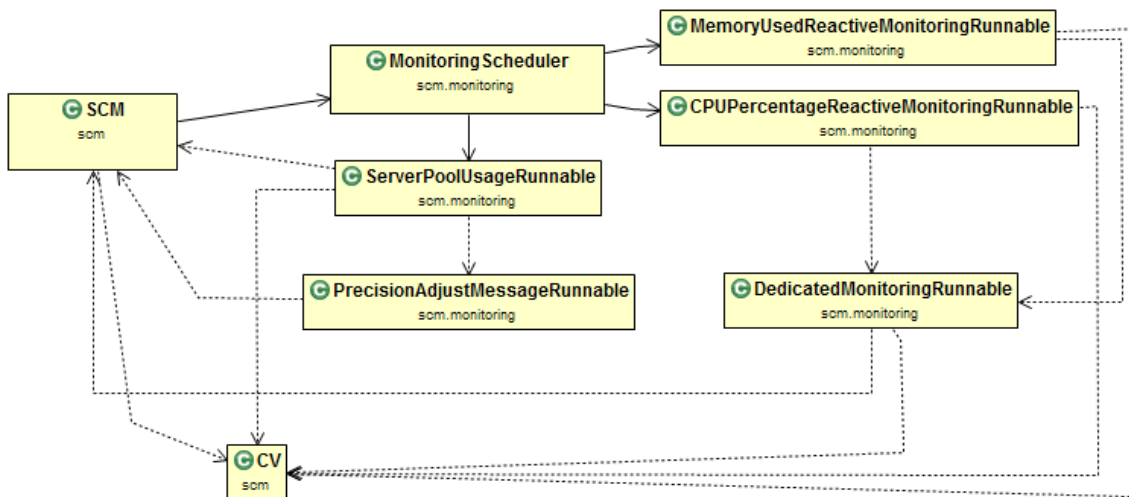 C MemoryUsedReactiveMonitoringRunnable
scm.monitoring
C MonitoringScheduler
scm.monitoring
C SCM
scm
C CPUPercentageReactiveMonitoringRunnable
scm.monitoring
C ServerPoolUsageRunnable
scm.monitoring
C PrecisionAdjustMessageRunnable
scm.monitoring
C DedicatedMonitoringRunnable
scm.monitoring
C CV
scm